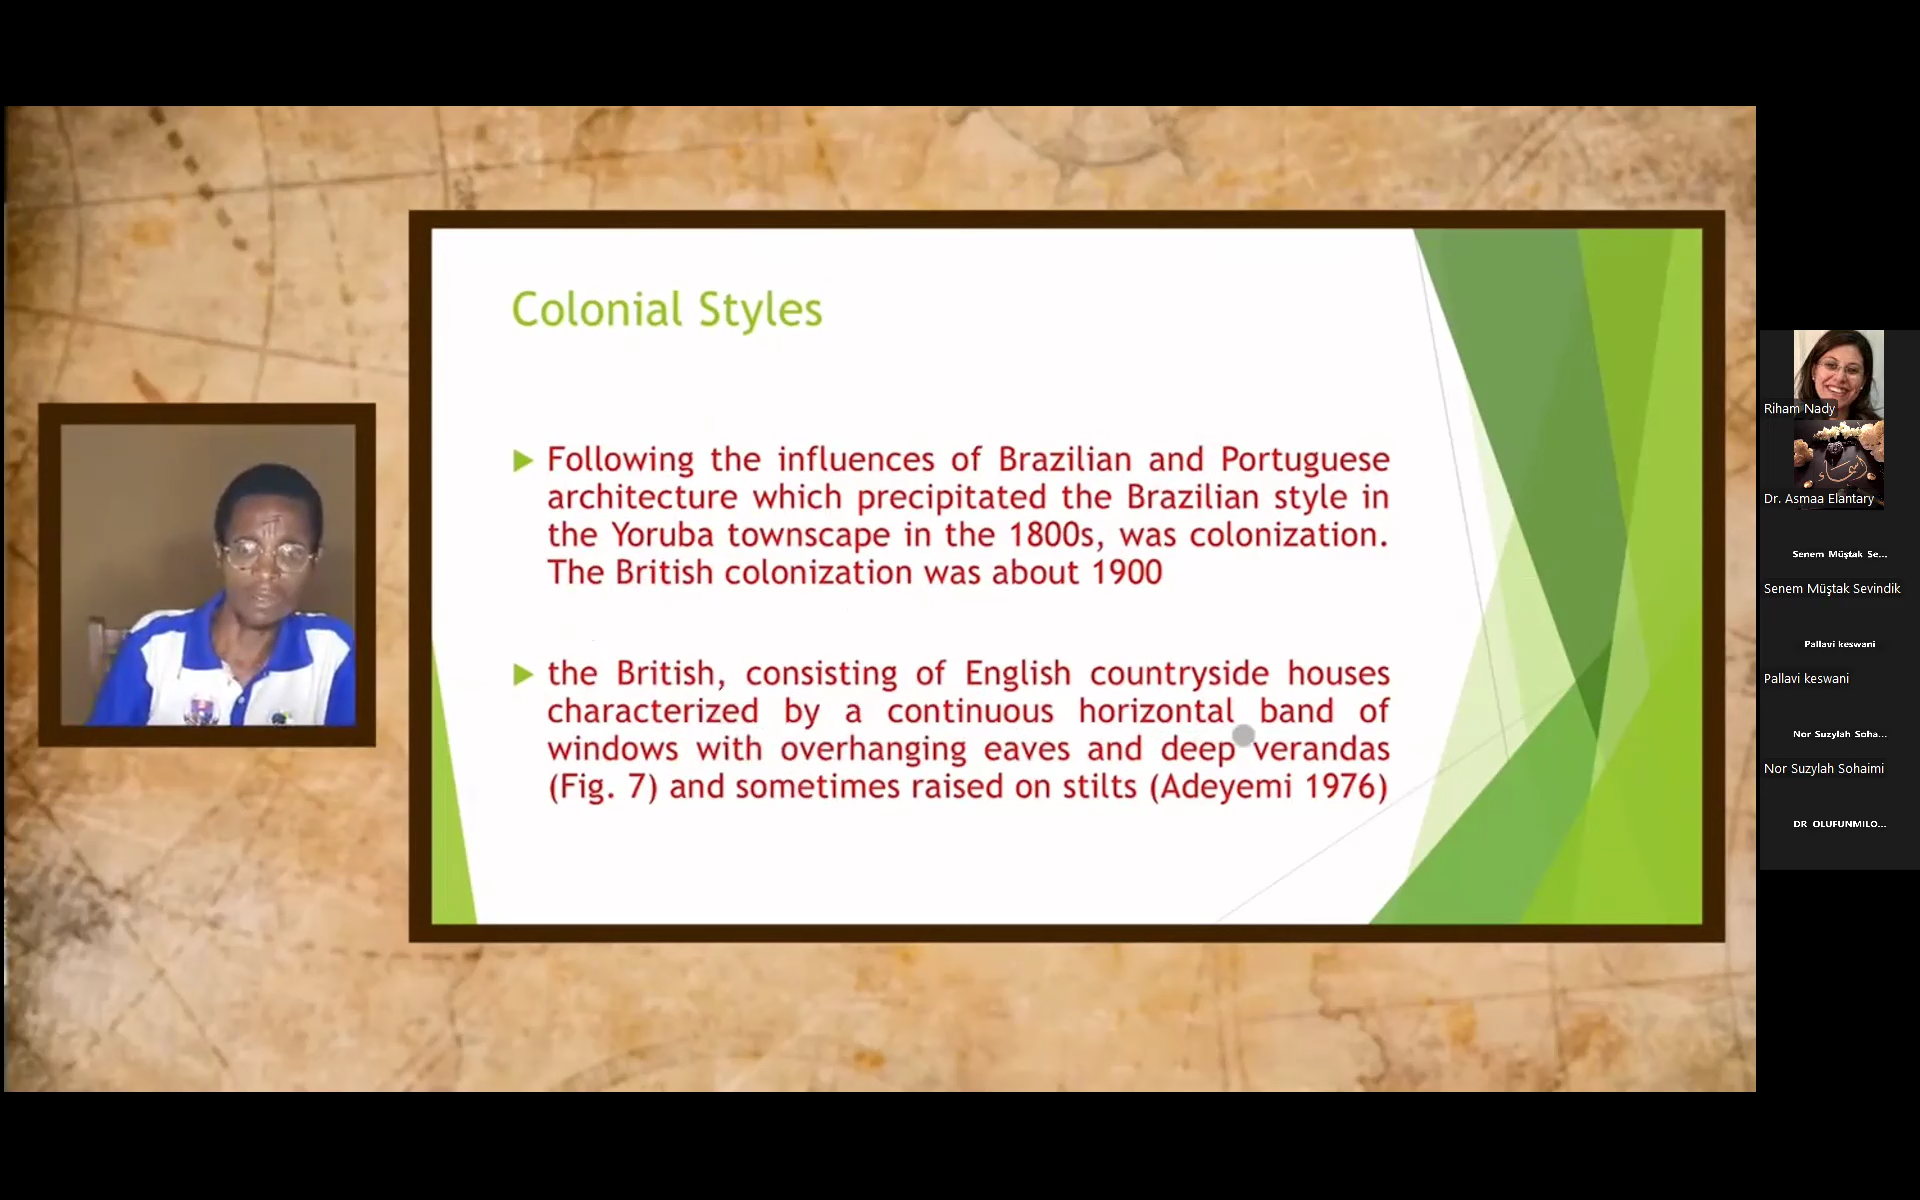 Colonial Styles
Following the influences of Brazilian and Portuguese
architecture which precipitated the Brazilian style in
the Yoruba townscape in the 1800s, was colonization.
The British colonization was about 1900
the British, consisting of English countryside houses
characterized by a continuous horizontal band of
windows with overhanging eaves and deep verandas
(Fig. 7) and sometimes raised on stilts (Adeyemi 1976)
Riham Nady
أسماء
Dr. Asmaa Elantary
Senem Müştak Se...
Senem Müştak Sevindik
Pallavi keswani
Pallavi keswani
Nor Suzylah Soha...
Nor Suzylah Sohaimi
DR OLUFUNMILO...